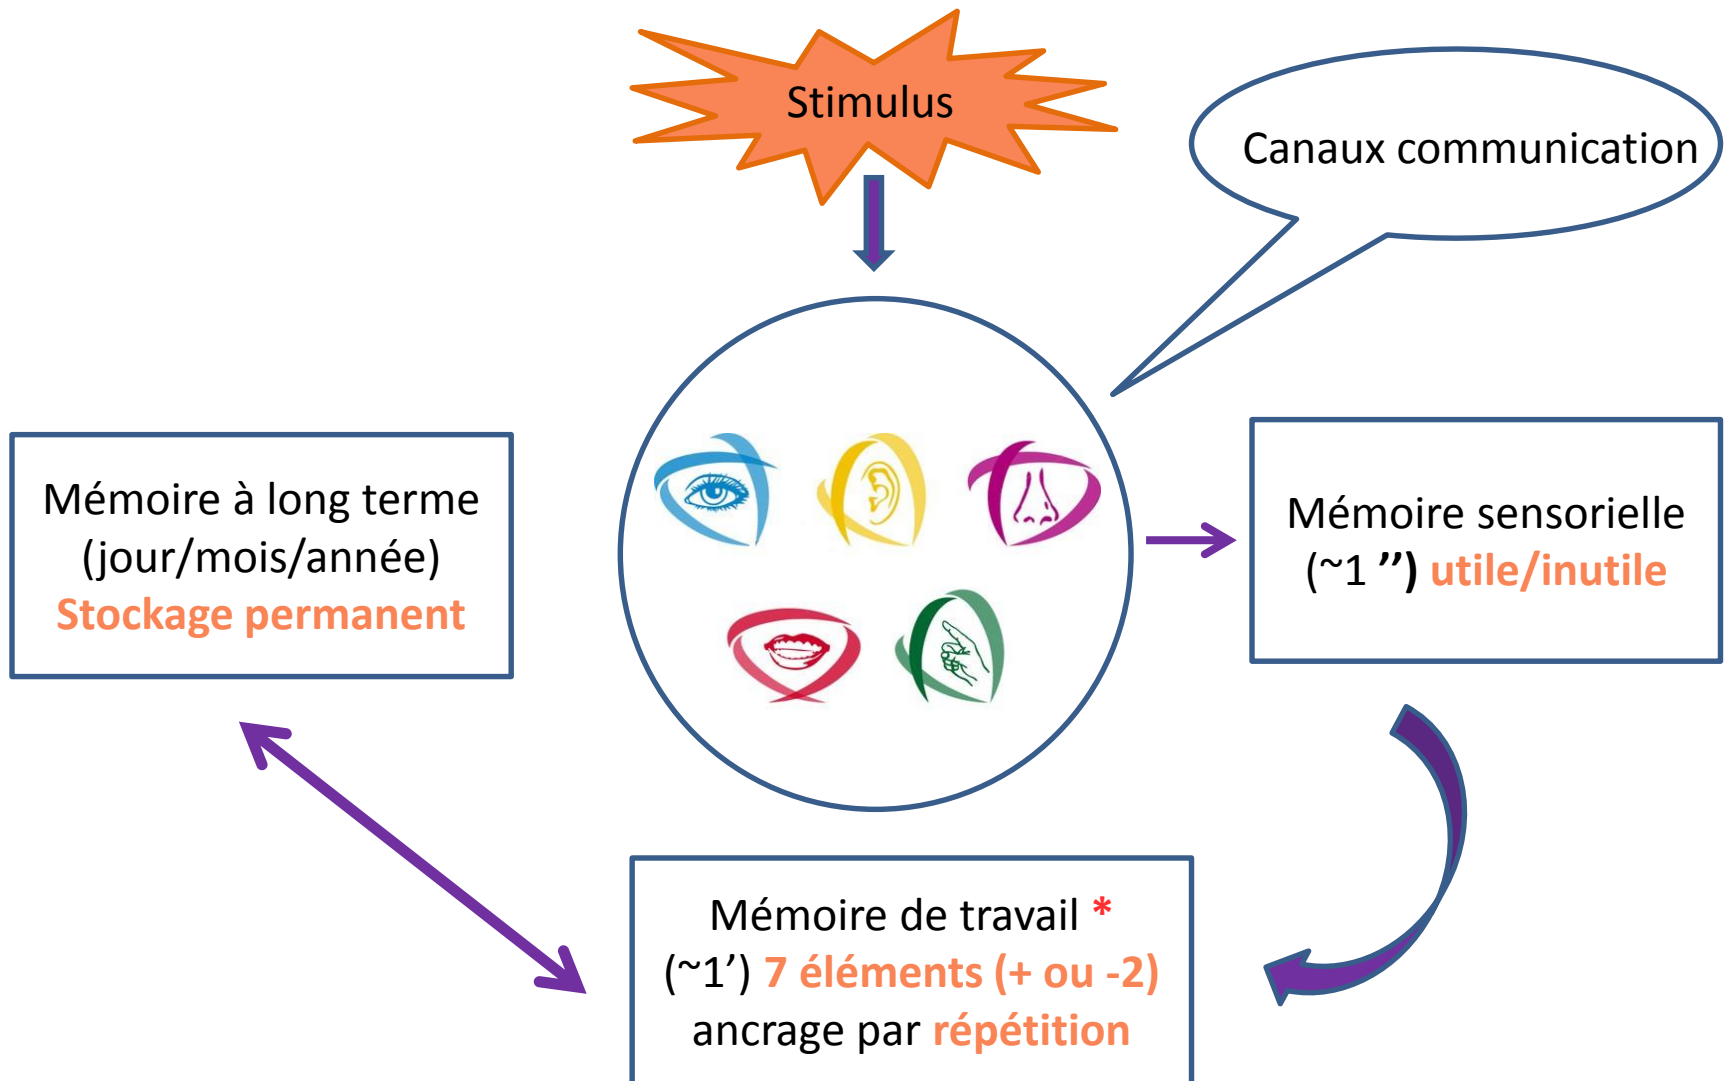 Stimulus
Canaux communication
Mémoire à long terme
(jour/mois/année)
Stockage permanent
Mémoire sensorielle
(~1 ’’) utile/inutile
Mémoire de travail *
(~1’) 7 éléments (+ ou -2)
ancrage par répétition